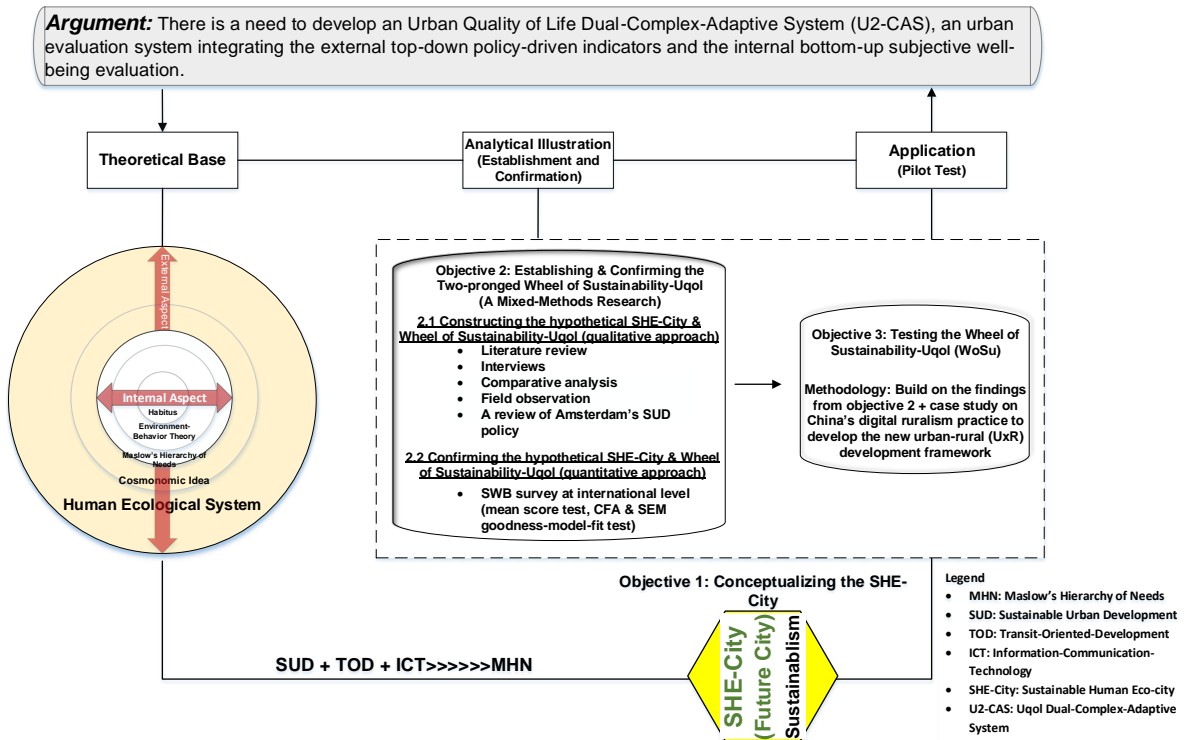 Argument: There is a need to develop an Urban Quality of Life Dual-Complex-Adaptive System (U2-CAS), an urban
evaluation system integrating the external top-down policy-driven indicators and the internal bottom-up subjective well-
being evaluation.
Theoretical Base
Analytical Illustration
(Establishment and
Confirmation)
Application
(Pilot Test)
External Aspect
Internal Aspect
Habitus
Environment-
Behavior Theory
Maslow's Hierarchy of
Needs
Cosmonomic Idea
Human Ecological System
Objective 2: Establishing & Confirming the
Two-pronged Wheel of Sustainability-Uqol
(A Mixed-Methods Research)
2.1 Constructing the hypothetical SHE-City &
Wheel of Sustainability-Uqol (qualitative approach)
• Literature review
• Interviews
• Comparative analysis
• Field observation
• A review of Amsterdam's SUD
policy
2.2 Confirming the hypothetical SHE-City & Wheel
of Sustainability-Uqol (quantitative approach)
• SWB survey at international level
(mean score test, CFA & SEM
goodness-model-fit test)
Objective 3: Testing the Wheel of
Sustainability-Uqol (WoSu)
Methodology: Build on the findings
from objective 2 + case study on
China's digital ruralism practice to
develop the new urban-rural (UxR)
development framework
Objective 1: Conceptualizing the SHE-
City
SUD + TOD + ICT>>>>>>MHN
SHE-City
(Future City)
Sustainablism
Legend
• MHN: Maslow's Hierarchy of Needs
• SUD: Sustainable Urban Development
• TOD: Transit-Oriented-Development
• ICT: Information-Communication-
Technology
• SHE-City: Sustainable Human Eco-city
• U2-CAS: Uqol Dual-Complex-Adaptive
System